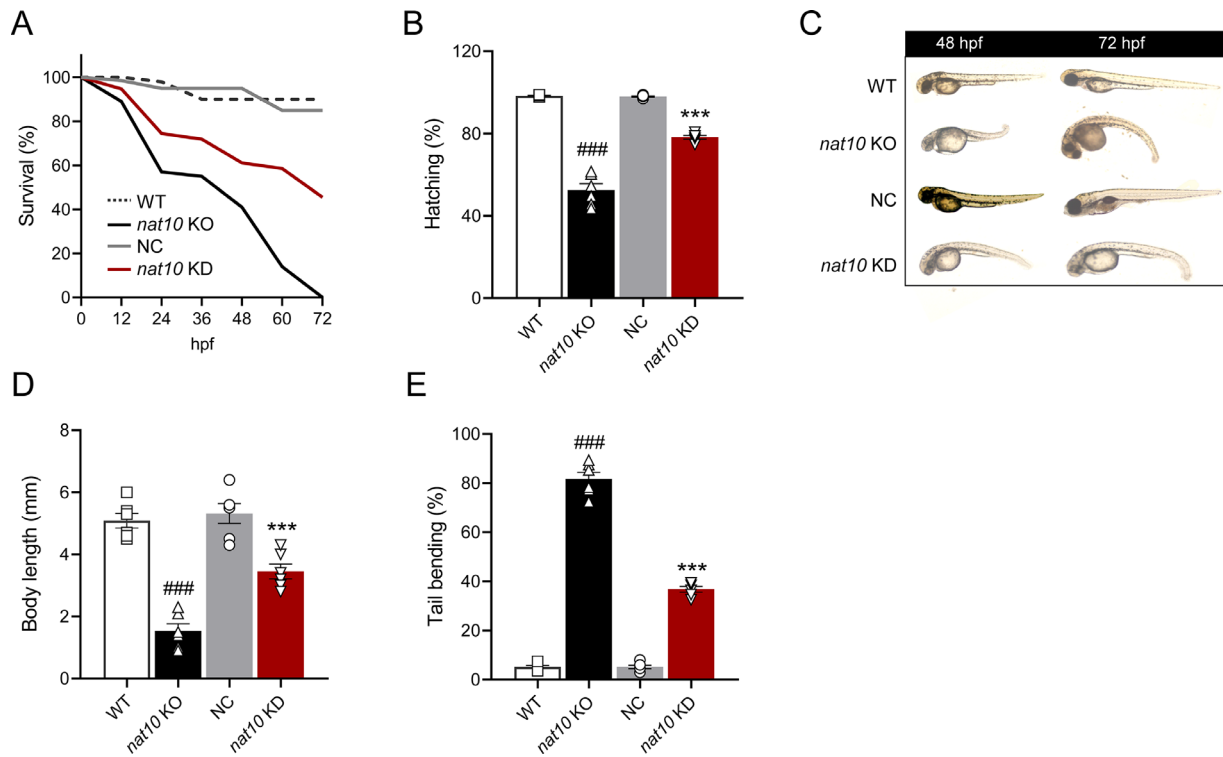 A
Survival (%)
100
80
60
40
20
0
WT
nat10 KO
NC
nat10 KD
0 12 24 36 48 60 72
hpf
B
Hatching (%)
120
80
40
0
###
***
WT
nat10 KO
NC
nat10 KD
C
48 hpf 72 hpf
WT
nat10 KO
NC
nat10 KD
D
Body length (mm)
8
6
4
2
0
###
***
WT
nat10 KO
NC
nat10 KD
E
Tail bending (%)
100
80
60
40
20
0
###
***
WT
nat10 KO
NC
nat10 KD